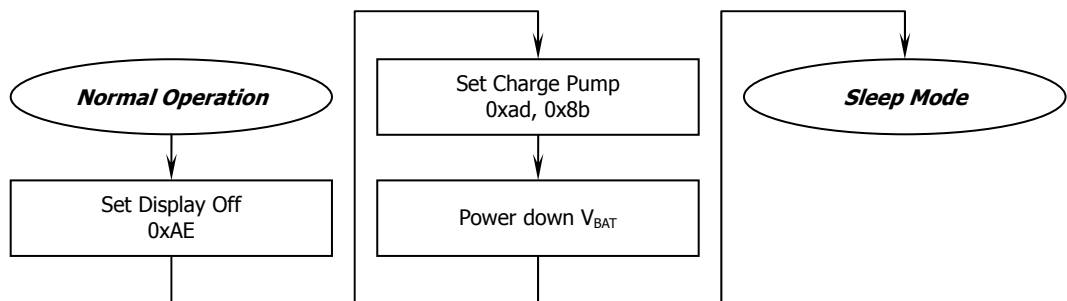 Normal Operation
Set Display Off
0xAE
Set Charge Pump
0xad, 0x8b
Power down VBAT
Sleep Mode